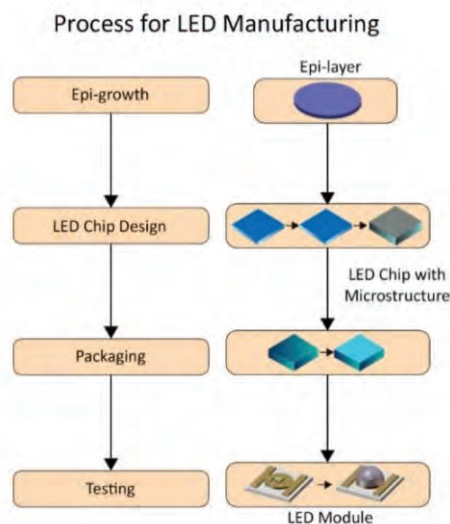 Process for LED Manufacturing
Epi-layer
Epi-growth
LED Chip Design
LED Chip with
Microstructure
Packaging
Testing
LED Module